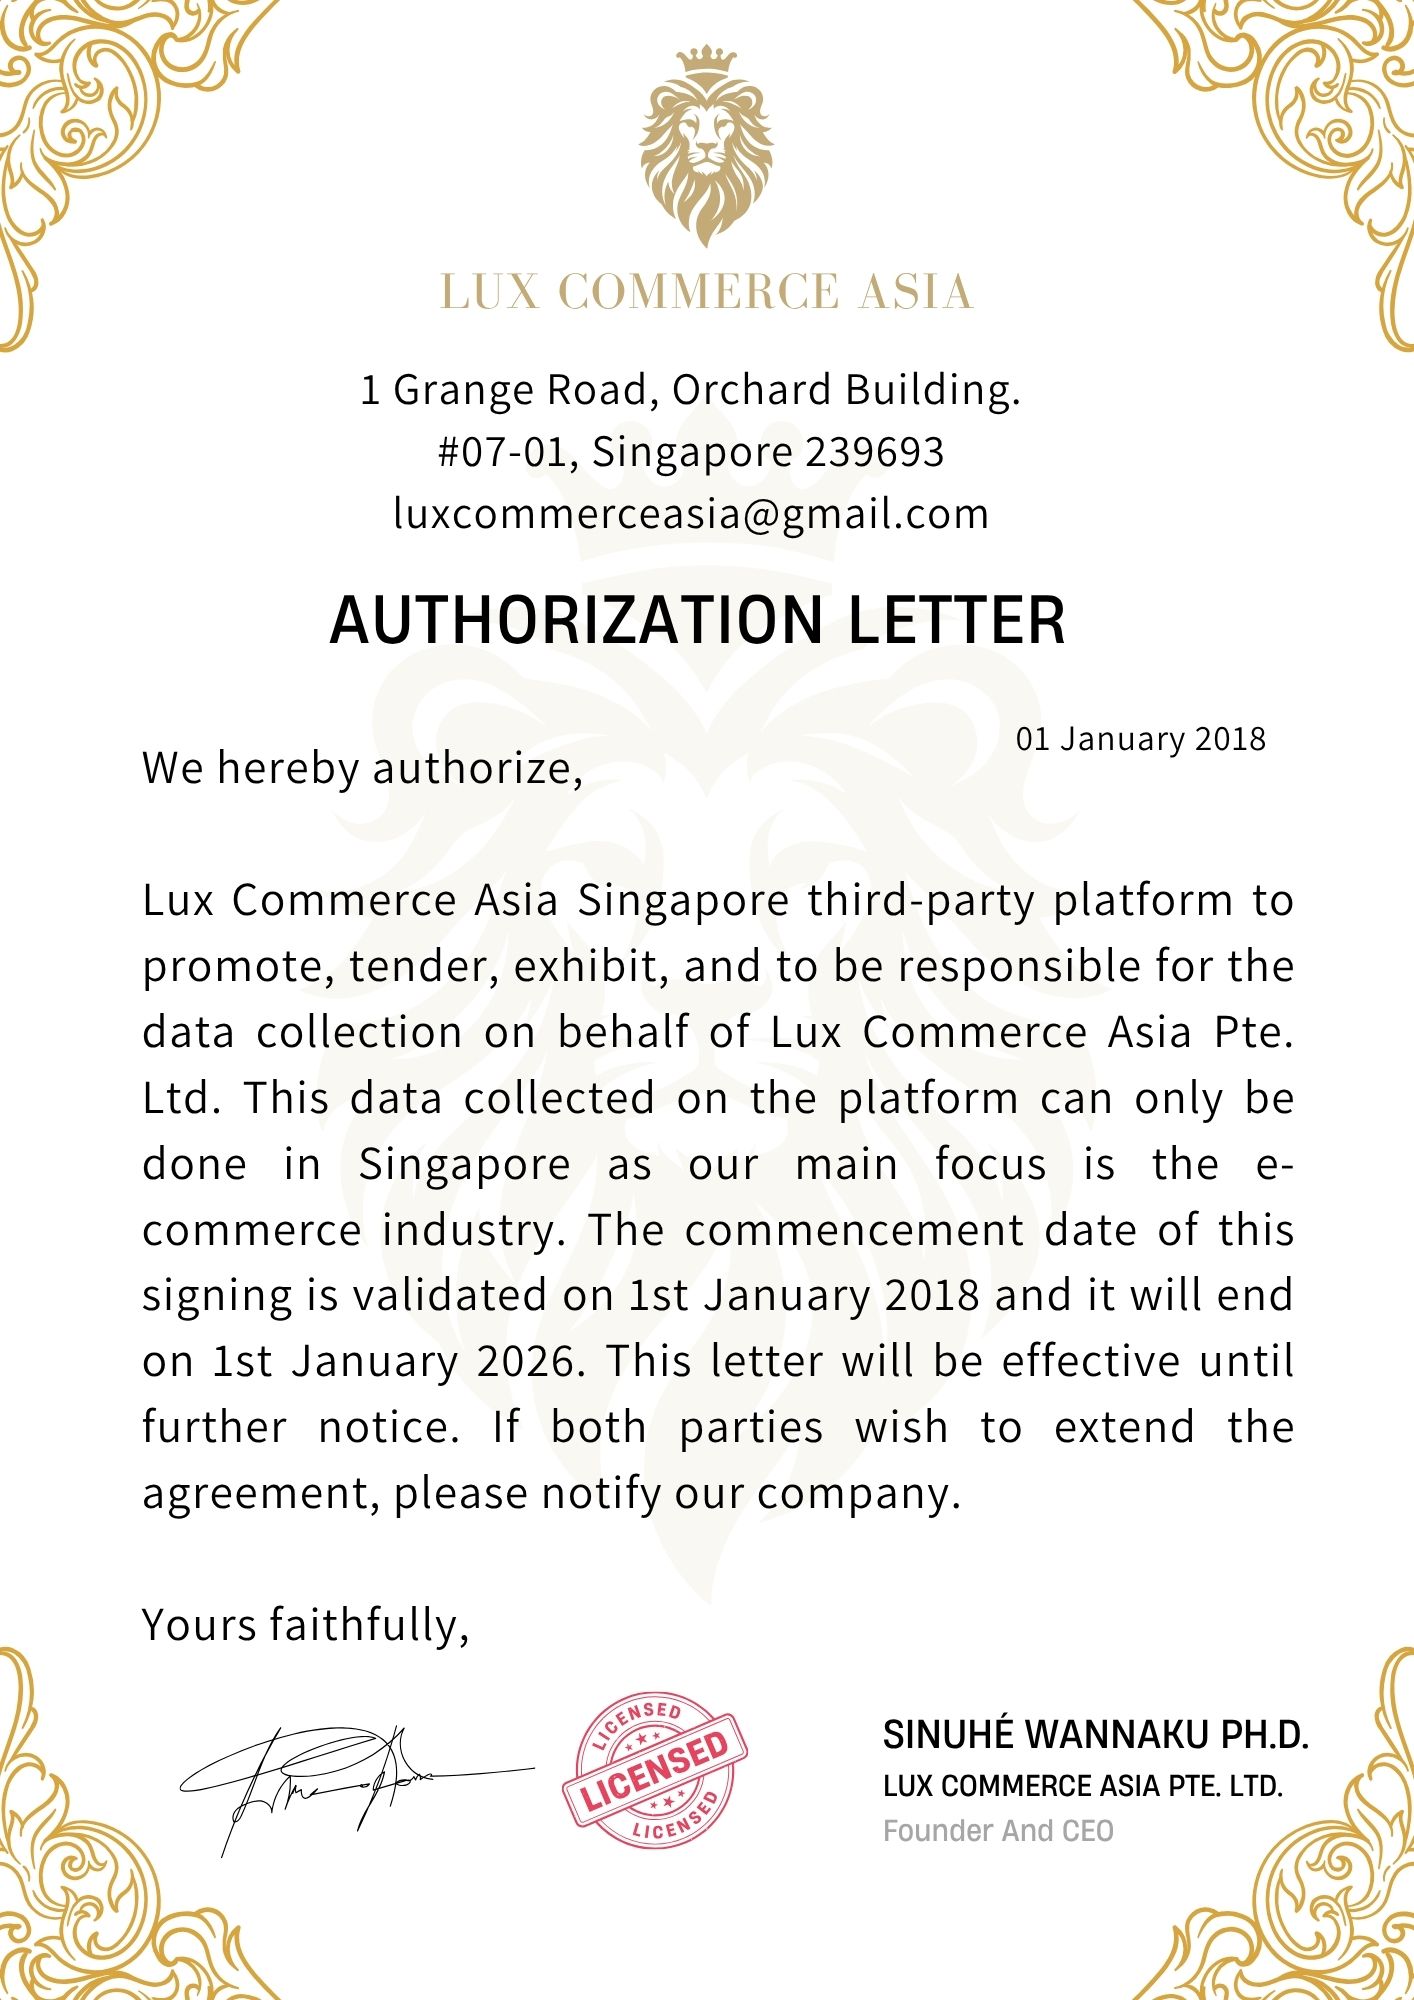 LUX COMMERCE ASIA
1 Grange Road, Orchard Building.
#07-01, Singapore 239693
luxcommerceasia@gmail.com
AUTHORIZATION LETTER
01 January 2018
We hereby authorize,
Lux Commerce Asia Singapore third-party platform to
promote, tender, exhibit, and to be responsible for the
data collection on behalf of Lux Commerce Asia Pte.
Ltd. This data collected on the platform can only be
done in Singapore as our main focus is the e-
commerce industry. The commencement date of this
signing is validated on 1st January 2018 and it will end
on 1st January 2026. This letter will be effective until
further notice. If both parties wish to extend the
agreement, please notify our company.
Yours faithfully,
LICENSED
LICENSED
LICENSED
SINUHÉ WANNAKU PH.D.
LUX COMMERCE ASIA PTE. LTD.
Founder And CEO